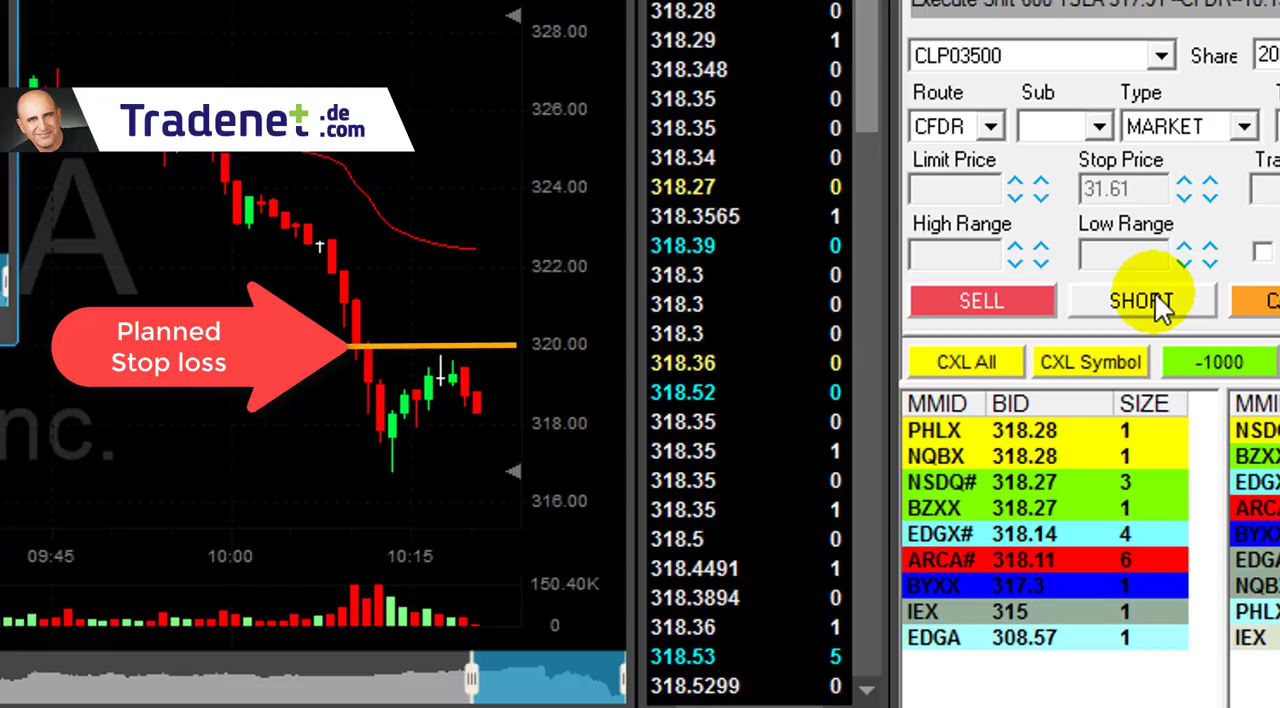 328.00
326.00
324.00
322.00
320.00
318.00
316.00
Tradenet :de .com
A
nc.
Planned
Stop loss
09:45 10:00 10:15
150.40K
0
318.28 0
318.29 1
318.348 0
318.35 0
318.35 0
318.34 0
318.27 0
318.3565 1
318.39 0
318.3 0
318.3 0
318.3 0
318.36 0
318.52 0
318.35 0
318.35 1
318.35 0
318.35 1
318.5 0
318.4491 1
318.3894 0
318.36 1
318.53 5
318.5299 0
CLP03500 Share 20
Route Sub Type
CFDR MARKET
Limit Price Stop Price Tra
31.61
High Range Low Range
SELL SHORT C
CXL All CXL Symbol -1000
MMID BID SIZE MM
PHLX 318.28 1 NSD
NQBX 318.28 1 BZX
NSDQ# 318.27 3 EDG
BZXX 318.27 1 ARC
EDGX# 318.14 4 BYX
ARCA# 318.11 6 EDG
BYXX 317.3 1 NQB
IEX 315 1 PHL
EDGA 308.57 1 IEX